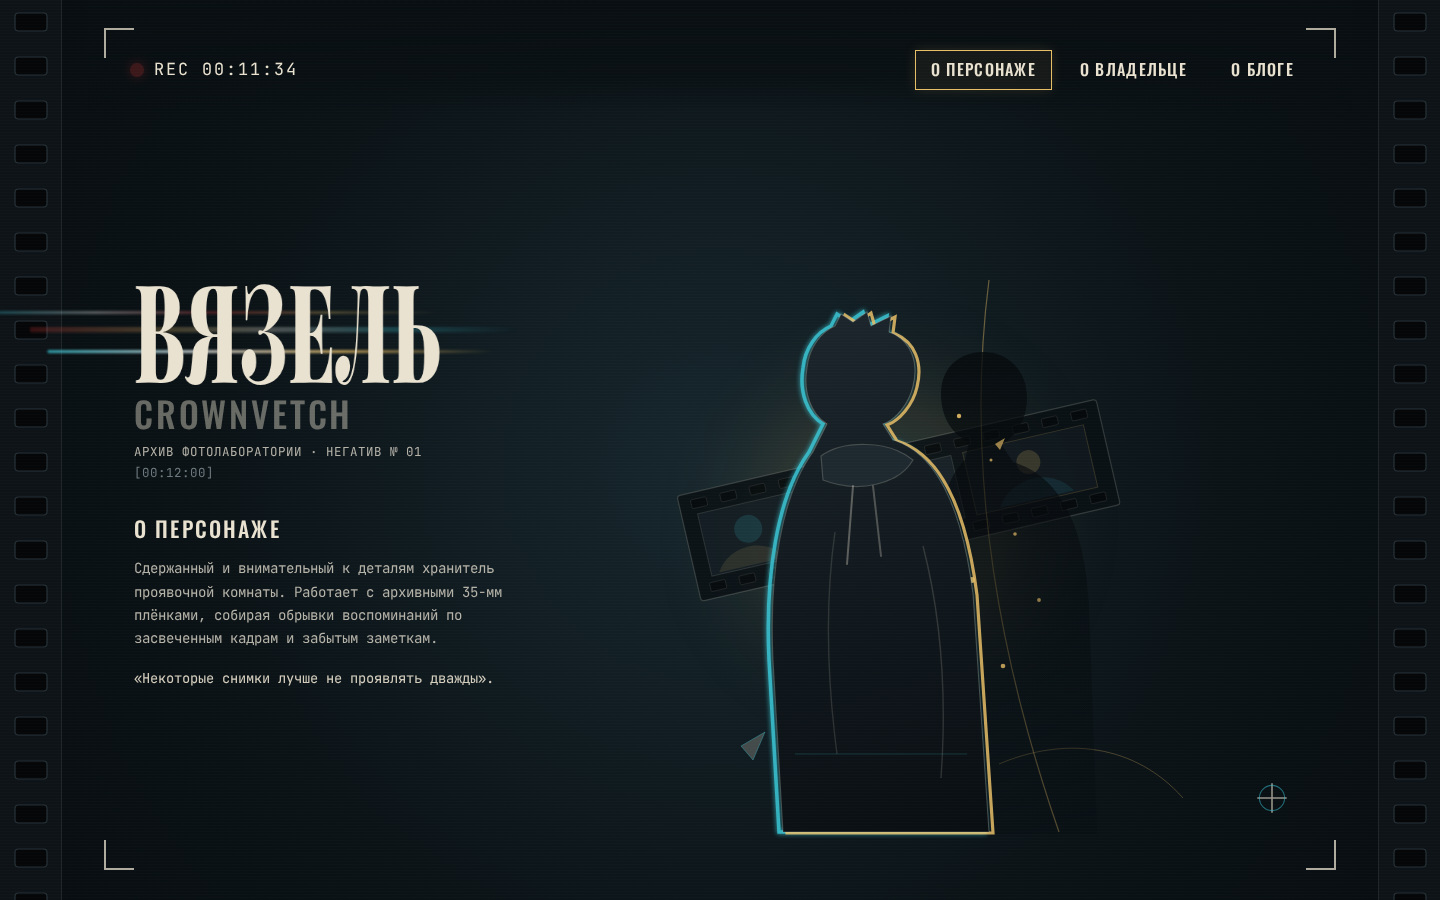 REC 00:11:34
О ПЕРСОНАЖЕ
О ВЛАДЕЛЬЦЕ
О БЛОГЕ
ВЯЗЕЛЬ
CROWNVETCH
АРХИВ ФОТОЛАБОРАТОРИИ · НЕГАТИВ № 01
[00:12:00]
О ПЕРСОНАЖЕ
Сдержанный и внимательный к деталям хранитель
проявочной комнаты. Работает с архивными 35-мм
плёнками, собирая обрывки воспоминаний по
засвеченным кадрам и забытым заметкам.
«Некоторые снимки лучше не проявлять дважды».